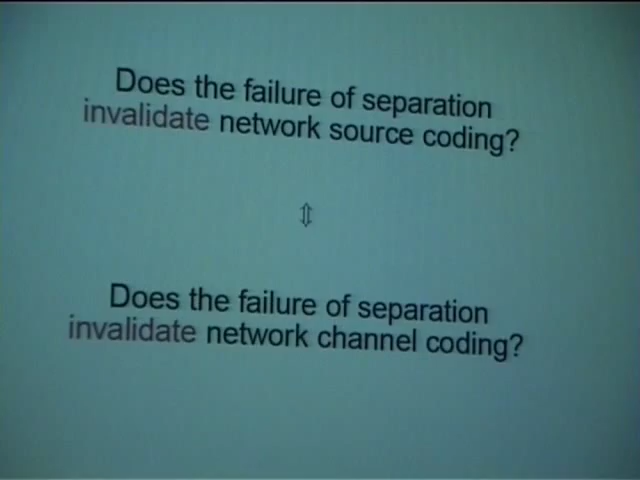 Does the failure of separation
invalidate network source coding?
⇕
Does the failure of separation
invalidate network channel coding?